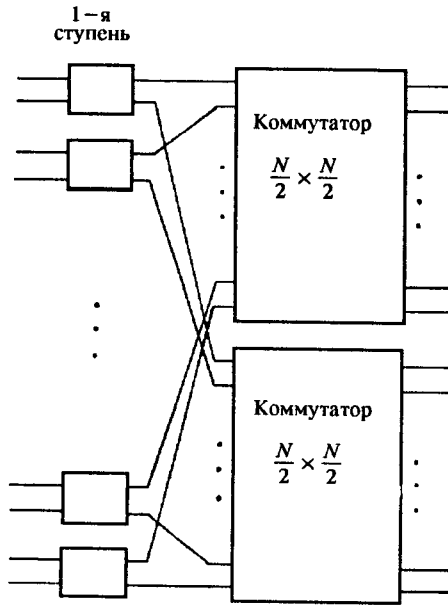 1-я
ступень
Коммутатор
N/2 × N/2
Коммутатор
N/2 × N/2